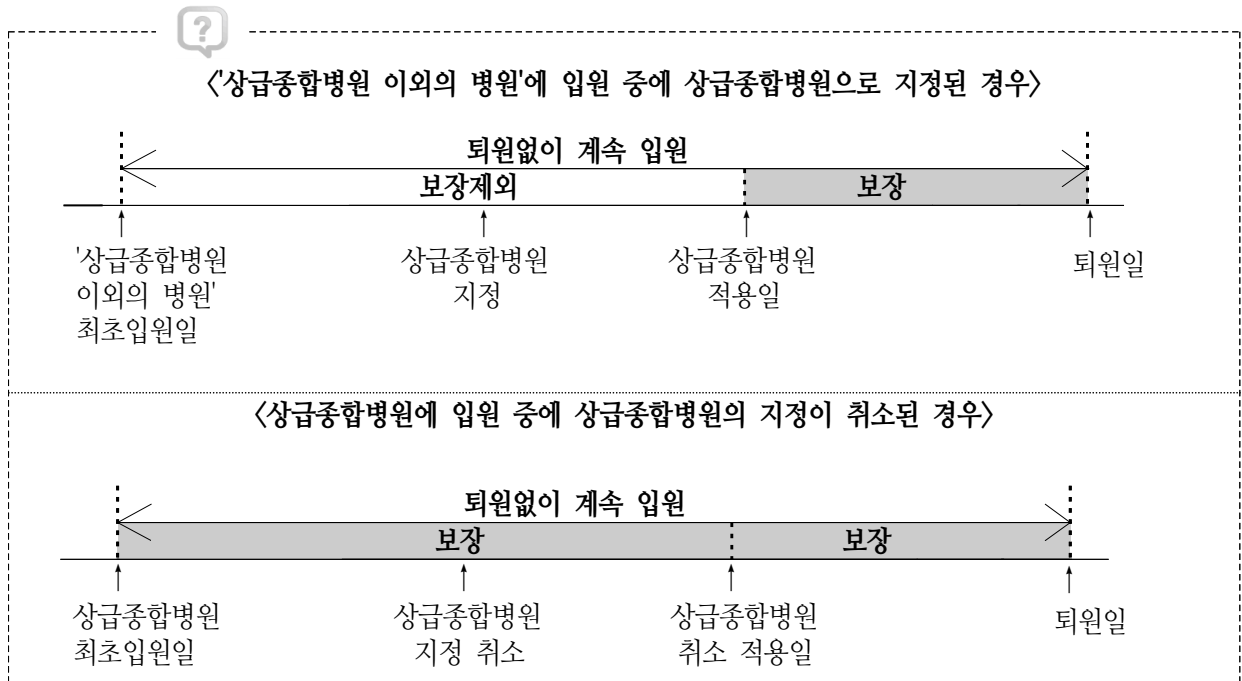 ?
<'상급종합병원 이외의 병원'에 입원 중에 상급종합병원으로 지정된 경우>
퇴원없이 계속 입원
보장제외 보장
'상급종합병원 상급종합병원 상급종합병원 퇴원일
이외의 병원' 지정 적용일
최초입원일
<상급종합병원에 입원 중에 상급종합병원의 지정이 취소된 경우>
퇴원없이 계속 입원
보장 보장
상급종합병원 상급종합병원 상급종합병원 퇴원일
최초입원일 지정 취소 취소 적용일